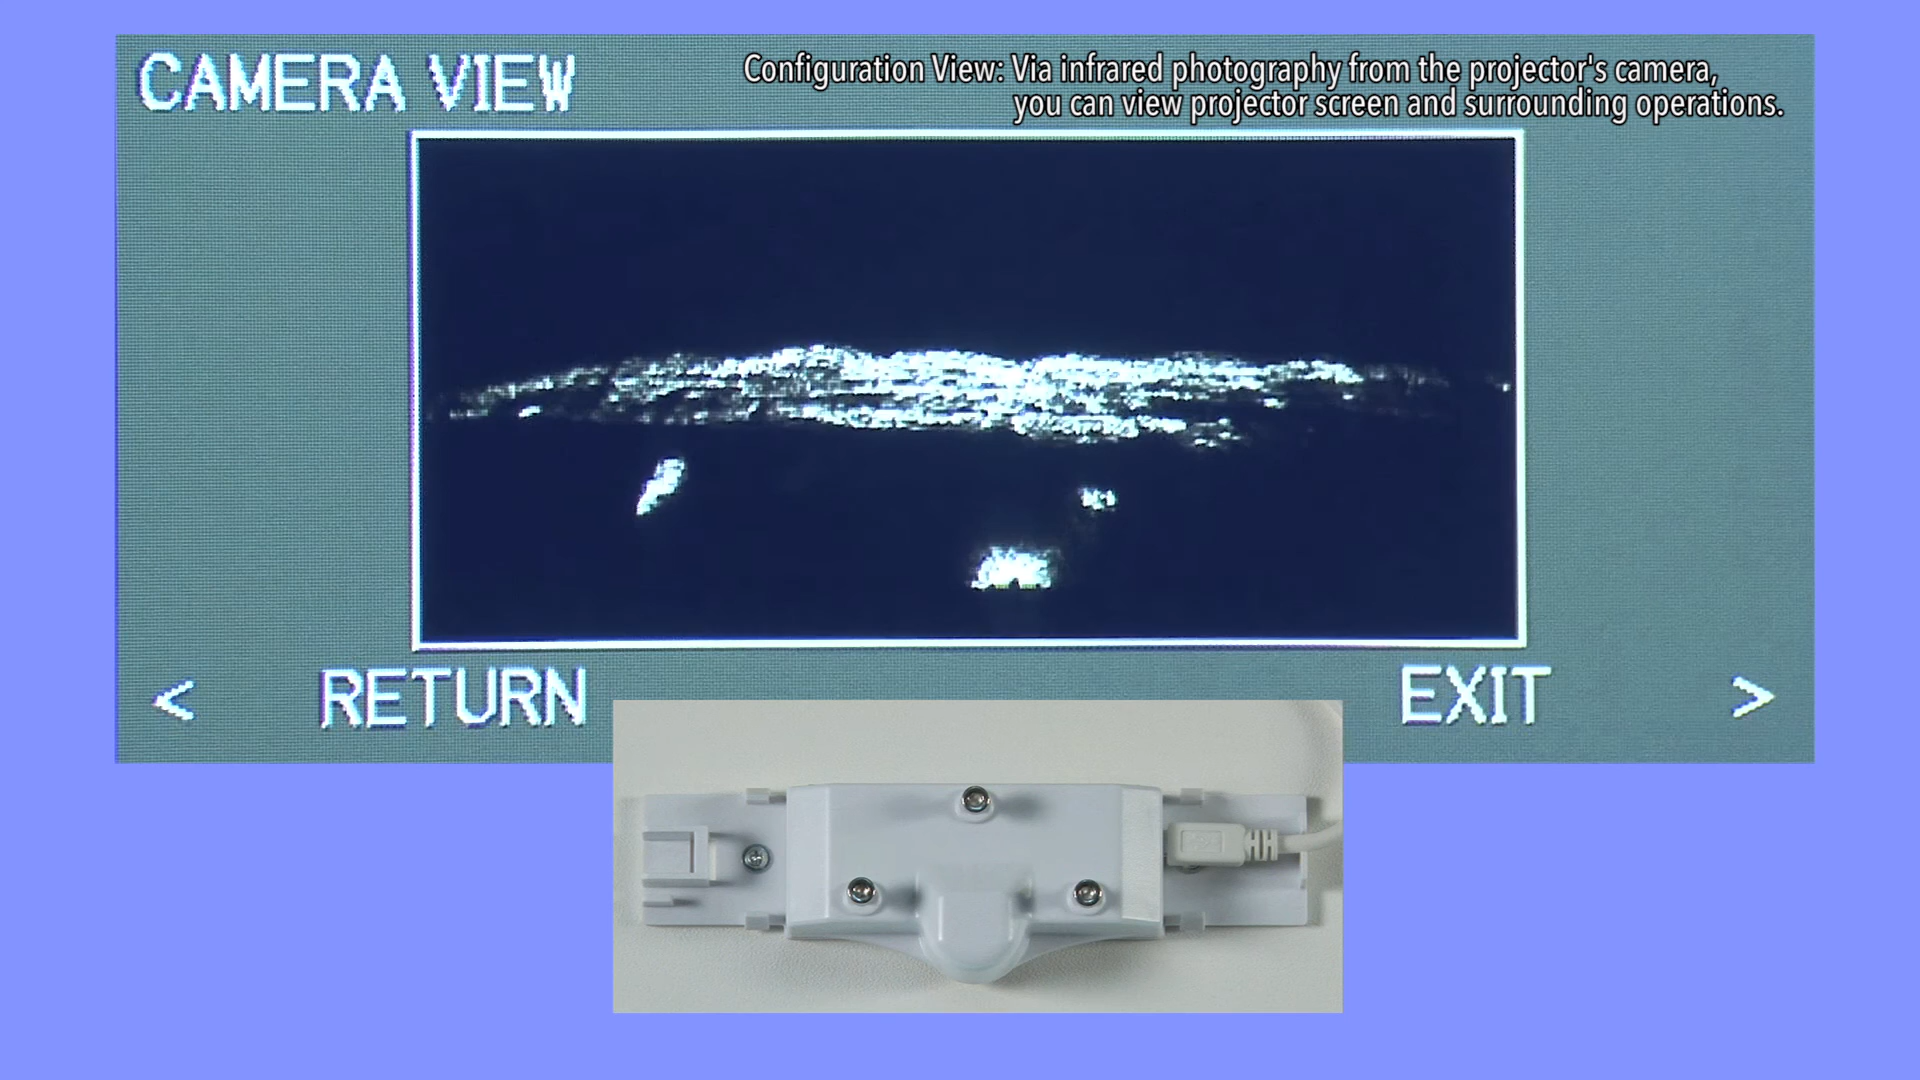 CAMERA VIEW
Configuration View: Via infrared photography from the projector's camera,
you can view projector screen and surrounding operations.
< RETURN EXIT >